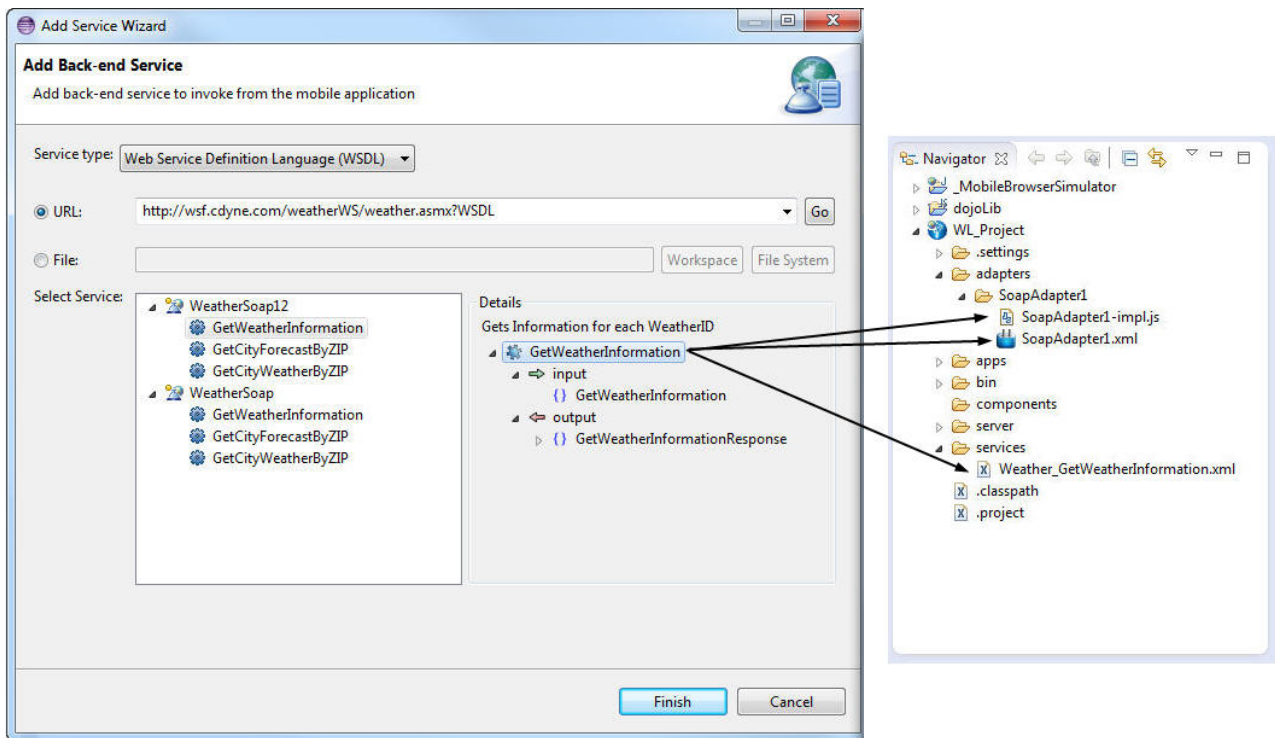 Add Service Wizard
Add Back-end Service
Add back-end service to invoke from the mobile application
Service type: Web Service Definition Language (WSDL)
URL: http://wsf.cdyne.com/weatherWS/weather.asmx?WSDL Go
File: Workspace File System
Select Service:
WeatherSoap12
GetWeatherInformation
GetCityForecastByZIP
GetCityWeatherByZIP
WeatherSoap
GetWeatherInformation
GetCityForecastByZIP
GetCityWeatherByZIP
Details
Gets Information for each WeatherID
GetWeatherInformation
input
{} GetWeatherInformation
output
{} GetWeatherInformationResponse
Finish Cancel
Navigator
_MobileBrowserSimulator
dojoLib
WL_Project
.settings
adapters
SoapAdapter1
SoapAdapter1-impl.js
SoapAdapter1.xml
apps
bin
components
server
services
Weather_GetWeatherInformation.xml
.classpath
.project